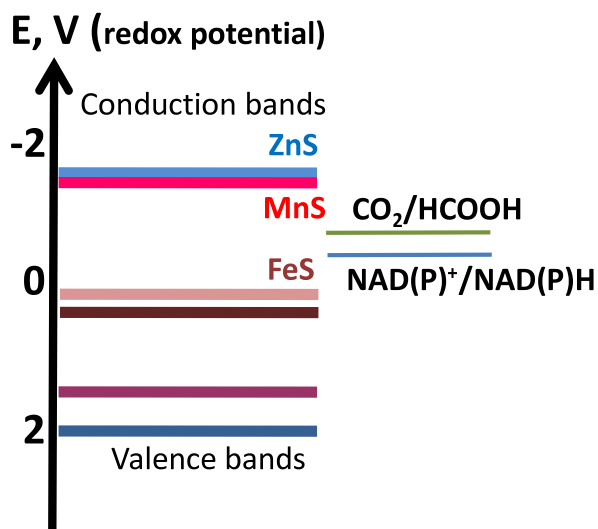 E, V (redox potential)
Conduction bands
-2
ZnS
MnS
CO₂/HCOOH
FeS
0
NAD(P)⁺/NAD(P)H
2
Valence bands